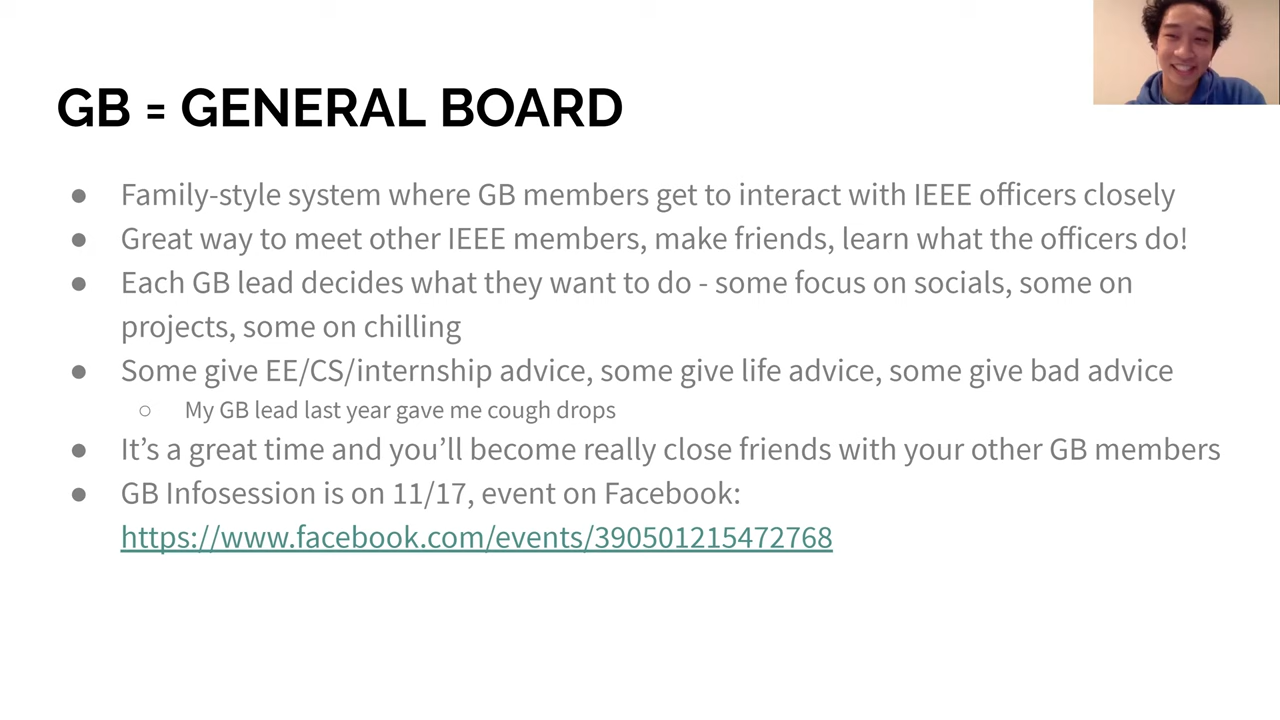 GB = GENERAL BOARD
● Family-style system where GB members get to interact with IEEE officers closely
● Great way to meet other IEEE members, make friends, learn what the officers do!
● Each GB lead decides what they want to do - some focus on socials, some on
projects, some on chilling
● Some give EE/CS/internship advice, some give life advice, some give bad advice
○ My GB lead last year gave me cough drops
● It’s a great time and you’ll become really close friends with your other GB members
● GB Infosession is on 11/17, event on Facebook:
https://www.facebook.com/events/390501215472768